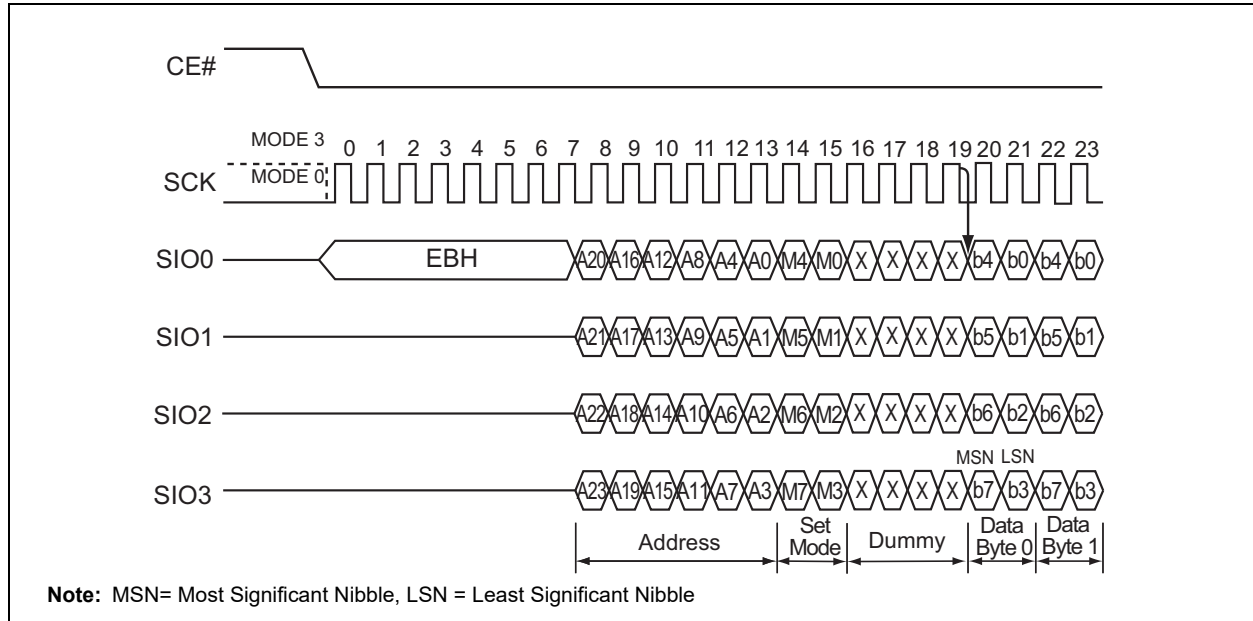 CE#
MODE 3
0 1 2 3 4 5 6 7 8 9 10 11 12 13 14 15 16 17 18 19 20 21 22 23
SCK
MODE 0
SIO0 EBH A20 A16 A12 A8 A4 A0 M4 M0 X X X X b4 b0 b4 b0
SIO1 A21 A17 A13 A9 A5 A1 M5 M1 X X X X b5 b1 b5 b1
SIO2 A22 A18 A14 A10 A6 A2 M6 M2 X X X X b6 b2 b6 b2
MSN LSN
SIO3 A23 A19 A15 A11 A7 A3 M7 M3 X X X X b7 b3 b7 b3
Address
Set
Mode
Dummy
Data
Byte 0
Data
Byte 1
Note: MSN= Most Significant Nibble, LSN = Least Significant Nibble